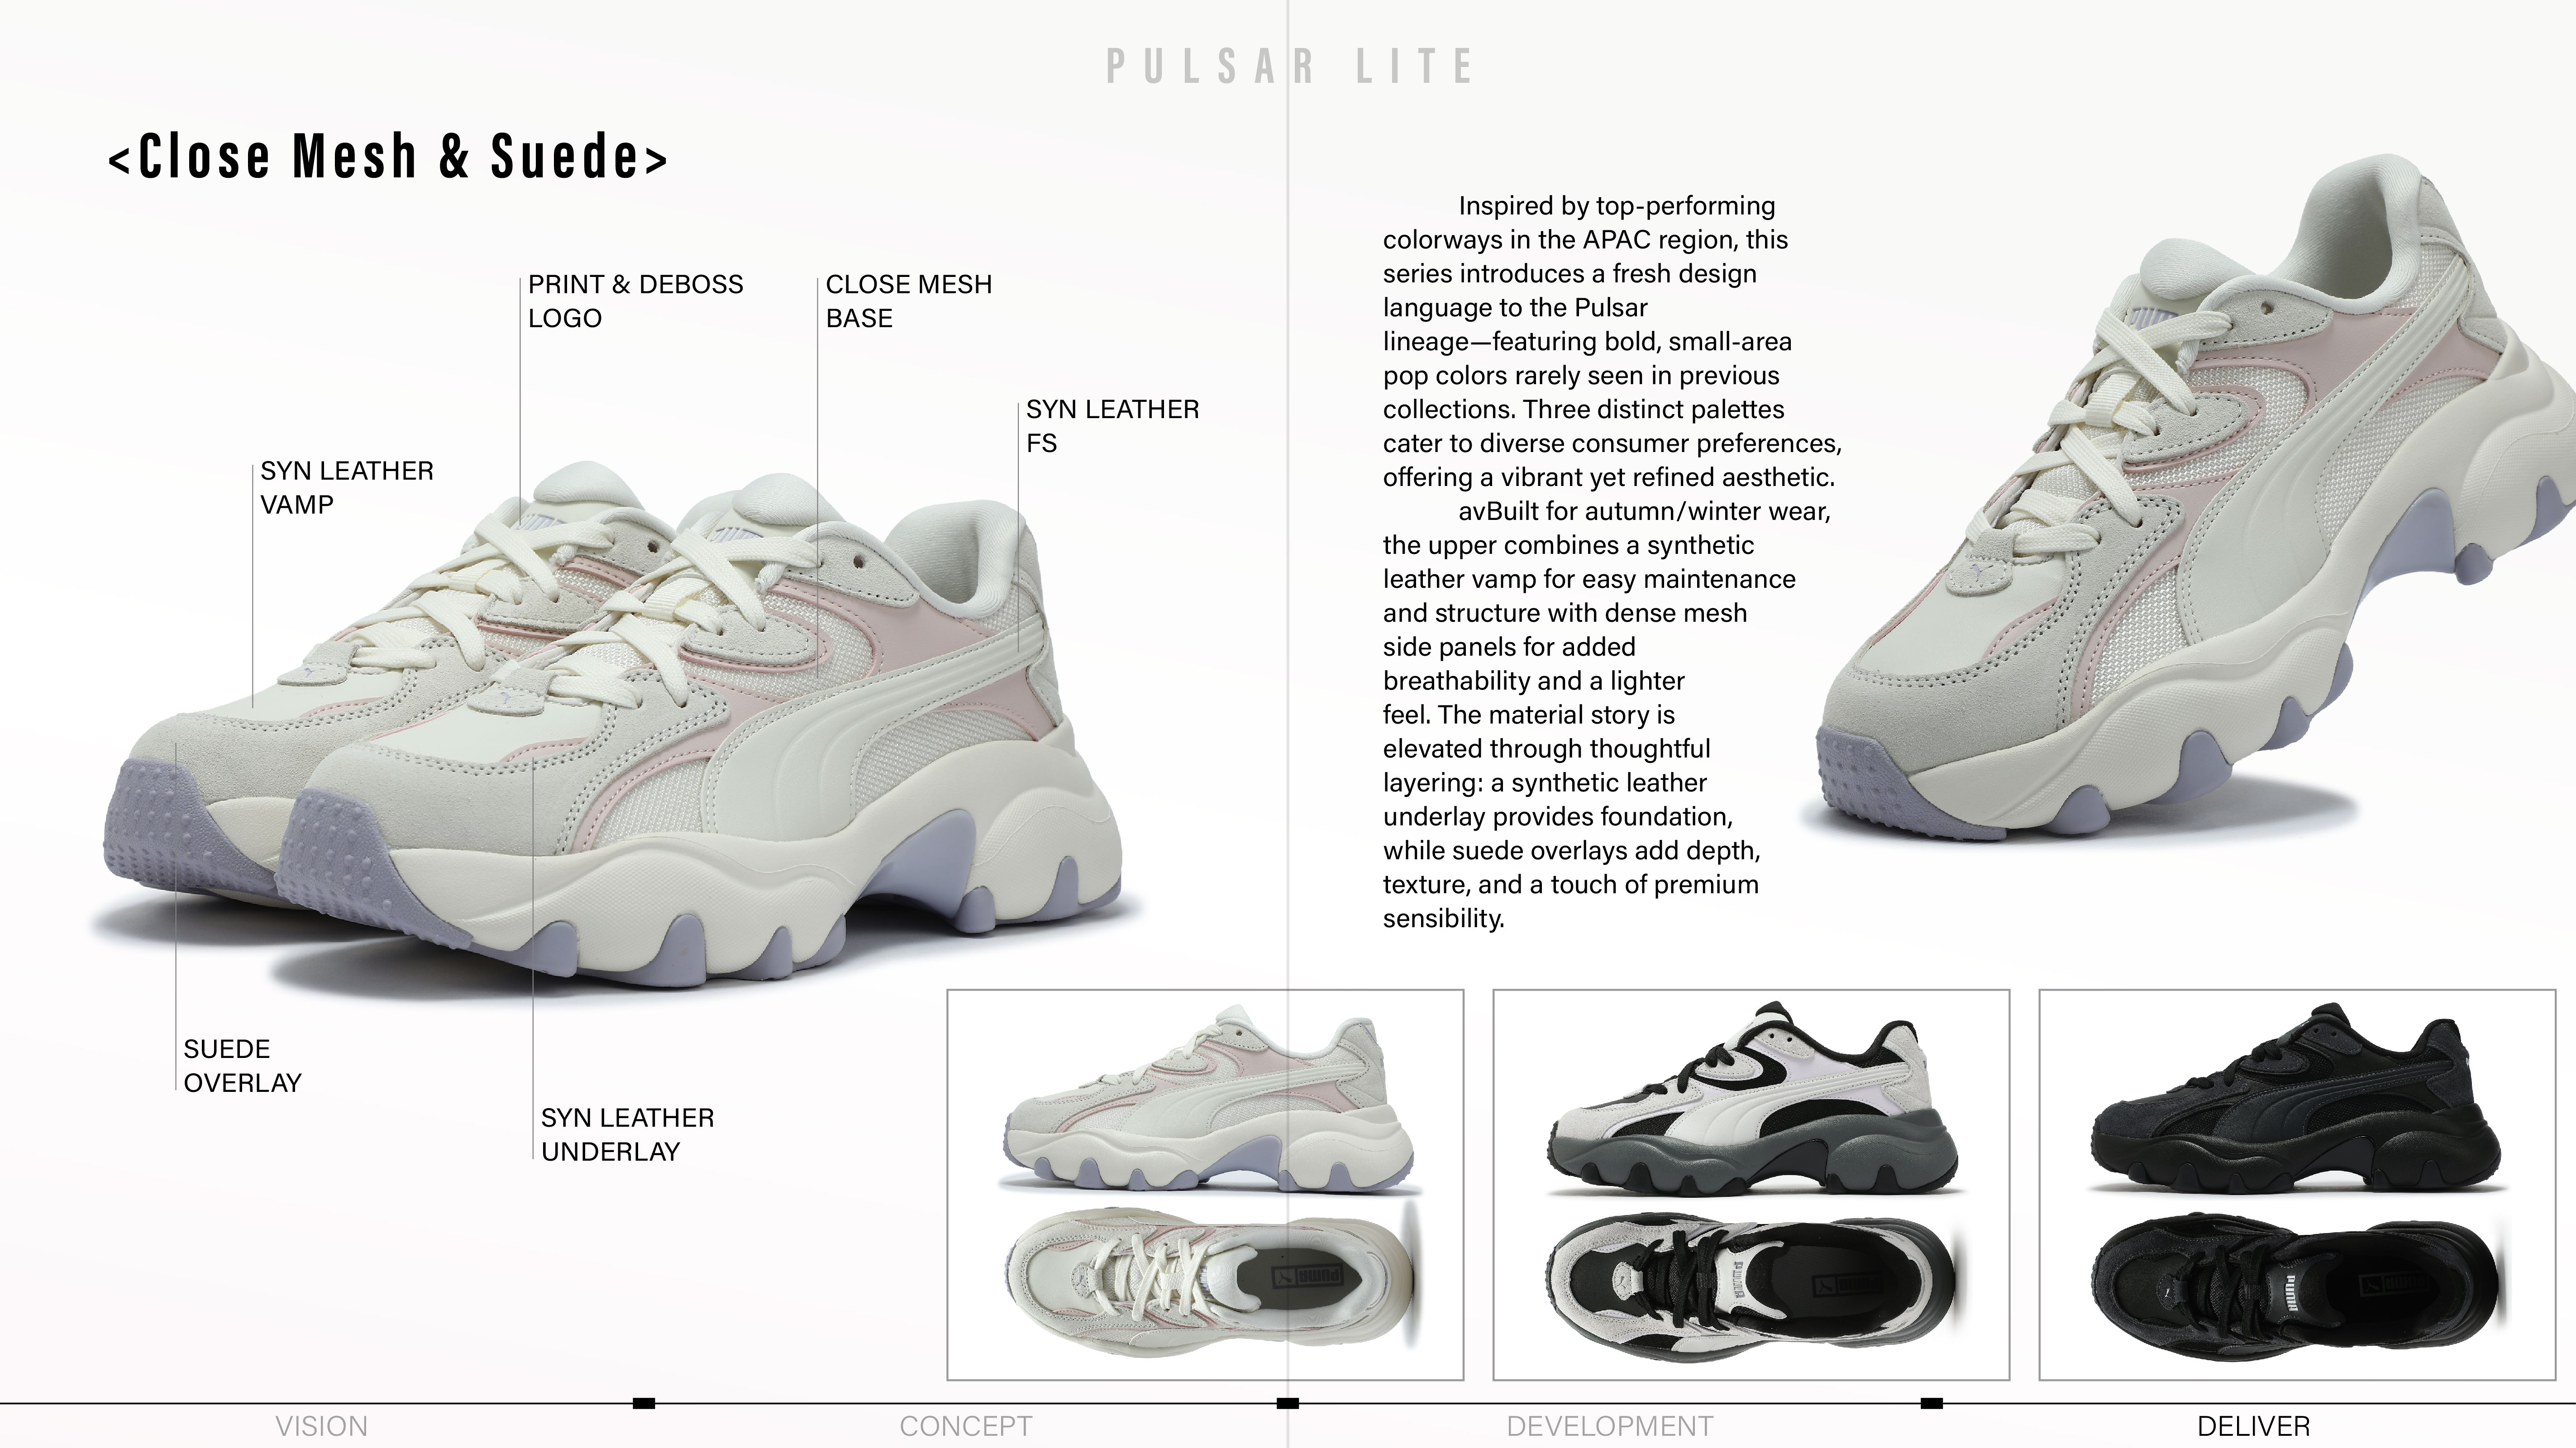 PULSAR LITE
<Close Mesh & Suede>
PRINT & DEBOSS
LOGO
CLOSE MESH
BASE
SYN LEATHER
FS
SYN LEATHER
VAMP
SUEDE
OVERLAY
SYN LEATHER
UNDERLAY
Inspired by top-performing
colorways in the APAC region, this
series introduces a fresh design
language to the Pulsar
lineage—featuring bold, small-area
pop colors rarely seen in previous
collections. Three distinct palettes
cater to diverse consumer preferences,
offering a vibrant yet refined aesthetic.
avBuilt for autumn/winter wear,
the upper combines a synthetic
leather vamp for easy maintenance
and structure with dense mesh
side panels for added
breathability and a lighter
feel. The material story is
elevated through thoughtful
layering: a synthetic leather
underlay provides foundation,
while suede overlays add depth,
texture, and a touch of premium
sensibility.
PUMA
PUMA
PUMA
PUMA
PUMA
VISION
CONCEPT
DEVELOPMENT
DELIVER